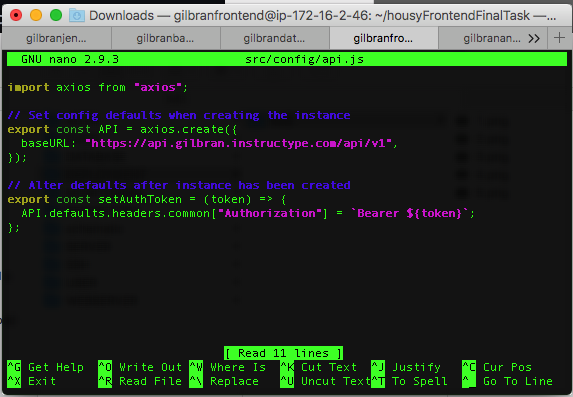 Downloads — gilbranfrontend@ip-172-16-2-46: ~/housyFrontendFinalTask —...
gilbranjen... gilbranba... gilbrandat... gilbranfro... gilbranan... >> +
GNU nano 2.9.3 src/config/api.js
import axios from "axios";
// Set config defaults when creating the instance
export const API = axios.create({
baseURL: "https://api.gilbran.instructype.com/api/v1",
});
// Alter defaults after instance has been created
export const setAuthToken = (token) => {
API.defaults.headers.common["Authorization"] = `Bearer ${token}`;
};
[ Read 11 lines ]
^G Get Help ^O Write Out ^W Where Is ^K Cut Text ^J Justify ^C Cur Pos
^X Exit ^R Read File ^\ Replace ^U Uncut Text ^T To Spell ^_ Go To Line